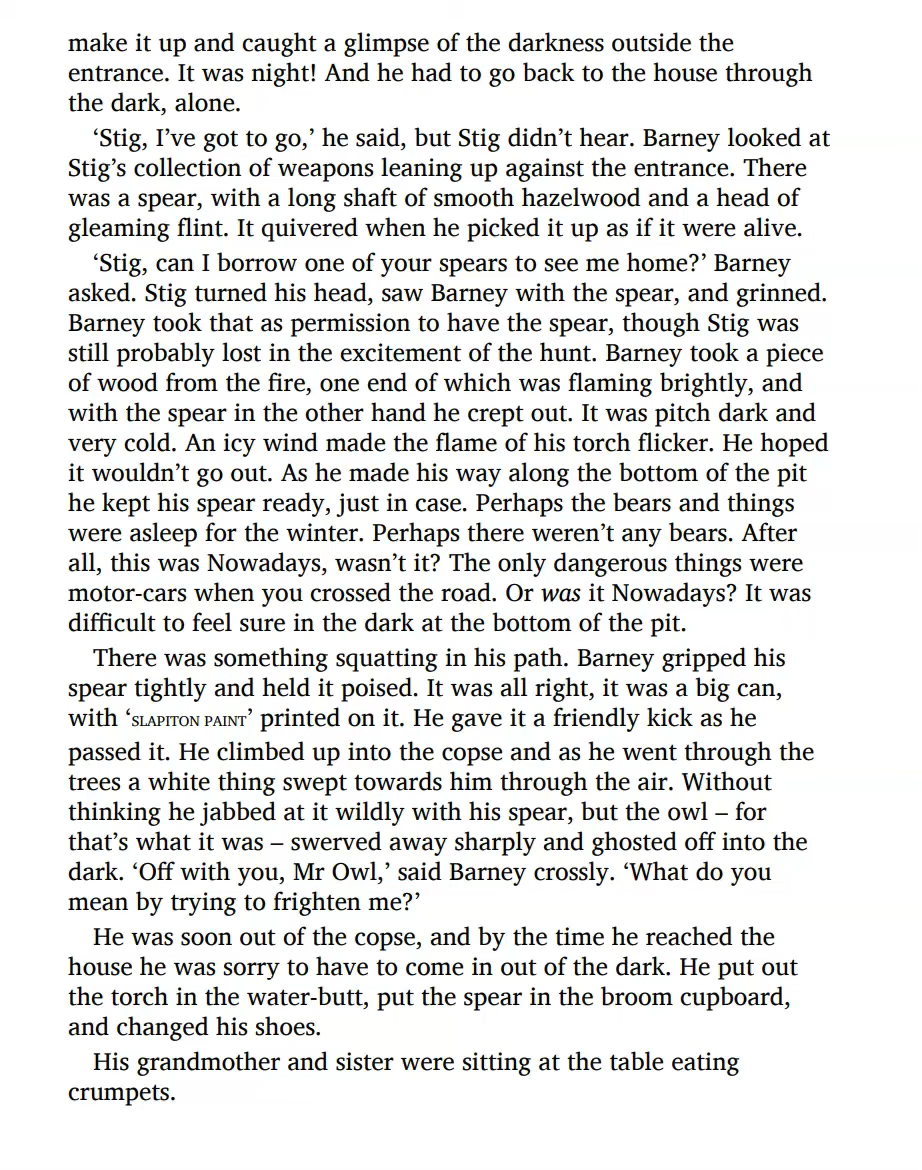 make it up and caught a glimpse of the darkness outside the
entrance. It was night! And he had to go back to the house through
the dark, alone.
‘Stig, I’ve got to go,’ he said, but Stig didn’t hear. Barney looked at
Stig’s collection of weapons leaning up against the entrance. There
was a spear, with a long shaft of smooth hazelwood and a head of
gleaming flint. It quivered when he picked it up as if it were alive.
‘Stig, can I borrow one of your spears to see me home?’ Barney
asked. Stig turned his head, saw Barney with the spear, and grinned.
Barney took that as permission to have the spear, though Stig was
still probably lost in the excitement of the hunt. Barney took a piece
of wood from the fire, one end of which was flaming brightly, and
with the spear in the other hand he crept out. It was pitch dark and
very cold. An icy wind made the flame of his torch flicker. He hoped
it wouldn’t go out. As he made his way along the bottom of the pit
he kept his spear ready, just in case. Perhaps the bears and things
were asleep for the winter. Perhaps there weren’t any bears. After
all, this was Nowadays, wasn’t it? The only dangerous things were
motor-cars when you crossed the road. Or was it Nowadays? It was
difficult to feel sure in the dark at the bottom of the pit.
There was something squatting in his path. Barney gripped his
spear tightly and held it poised. It was all right, it was a big can,
with ‘SLAPITON PAINT’ printed on it. He gave it a friendly kick as he
passed it. He climbed up into the copse and as he went through the
trees a white thing swept towards him through the air. Without
thinking he jabbed at it wildly with his spear, but the owl – for
that’s what it was – swerved away sharply and ghosted off into the
dark. ‘Off with you, Mr Owl,’ said Barney crossly. ‘What do you
mean by trying to frighten me?’
He was soon out of the copse, and by the time he reached the
house he was sorry to have to come in out of the dark. He put out
the torch in the water-butt, put the spear in the broom cupboard,
and changed his shoes.
His grandmother and sister were sitting at the table eating
crumpets.